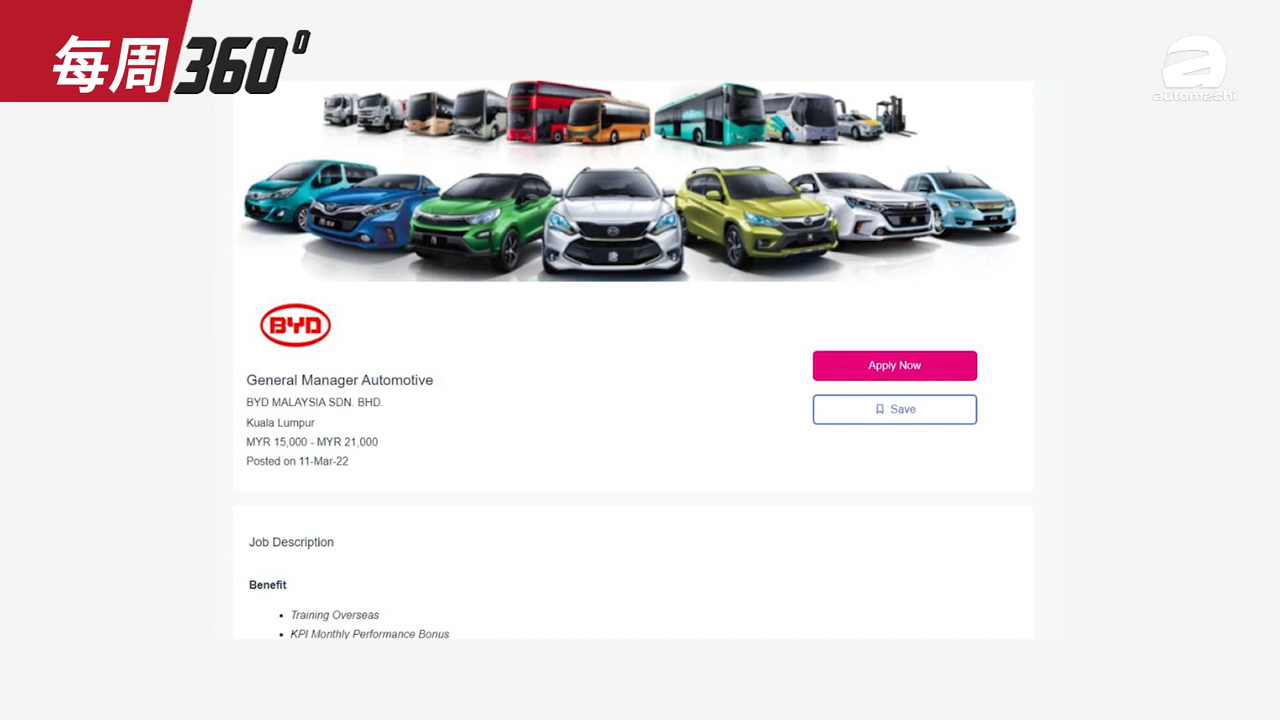 每周360°
automachi
BYD
General Manager Automotive
BYD MALAYSIA SDN. BHD.
Kuala Lumpur
MYR 15,000 - MYR 21,000
Posted on 11-Mar-22
Apply Now
Save
Job Description
Benefit
• Training Overseas
• KPI Monthly Performance Bonus